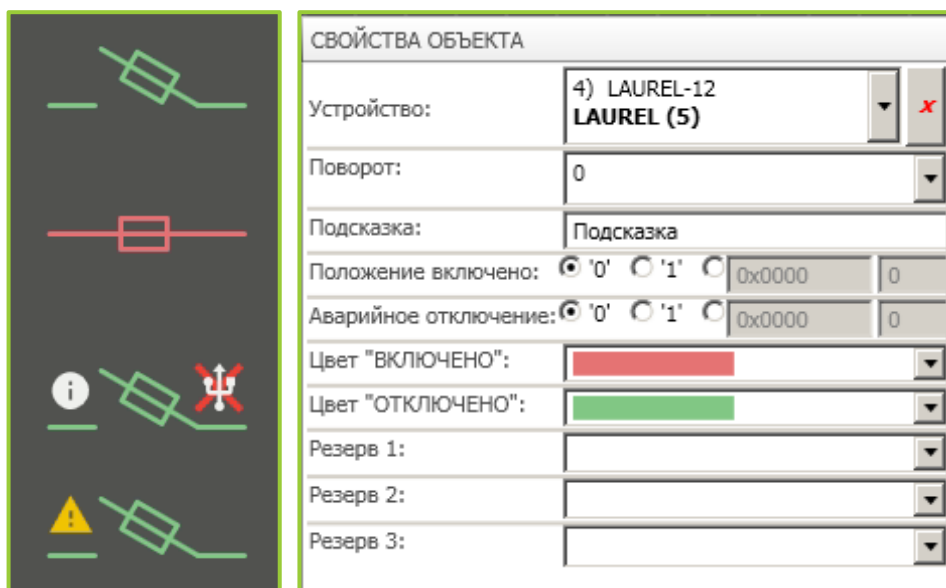 СВОЙСТВА ОБЪЕКТА
Устройство:
4) LAUREL-12
LAUREL (5)
x
Поворот:
0
Подсказка:
Подсказка
Положение включено: '0' '1' 0x0000 0
Аварийное отключение: '0' '1' 0x0000 0
Цвет "ВКЛЮЧЕНО":
Цвет "ОТКЛЮЧЕНО":
Резерв 1:
Резерв 2:
Резерв 3: